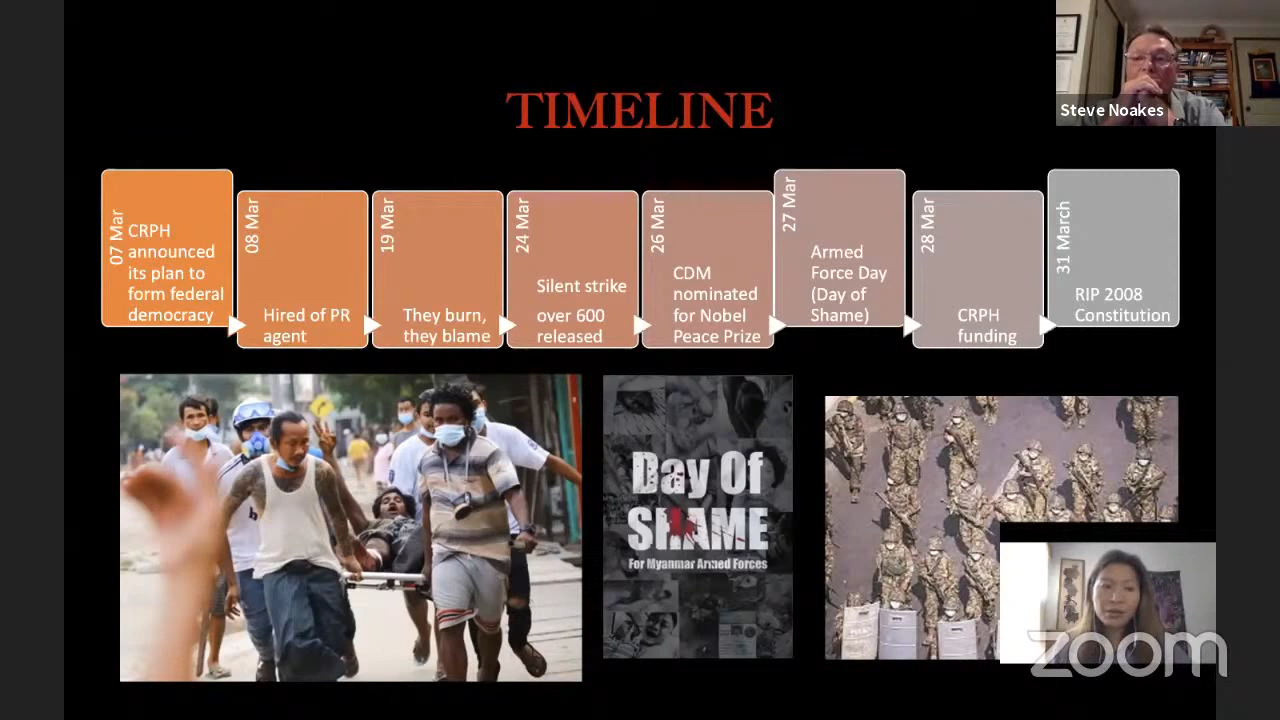 Steve Noakes
TIMELINE
07 Mar
CRPH
announced
its plan to
form federal
democracy
08 Mar
Hired of PR
agent
19 Mar
They burn,
they blame
24 Mar
Silent strike
over 600
released
26 Mar
CDM
nominated
for Nobel
Peace Prize
27 Mar
Armed
Force Day
(Day of
Shame)
28 Mar
CRPH
funding
31 March
RIP 2008
Constitution
Day Of
SHAME
For Myanmar Armed Forces
zoom